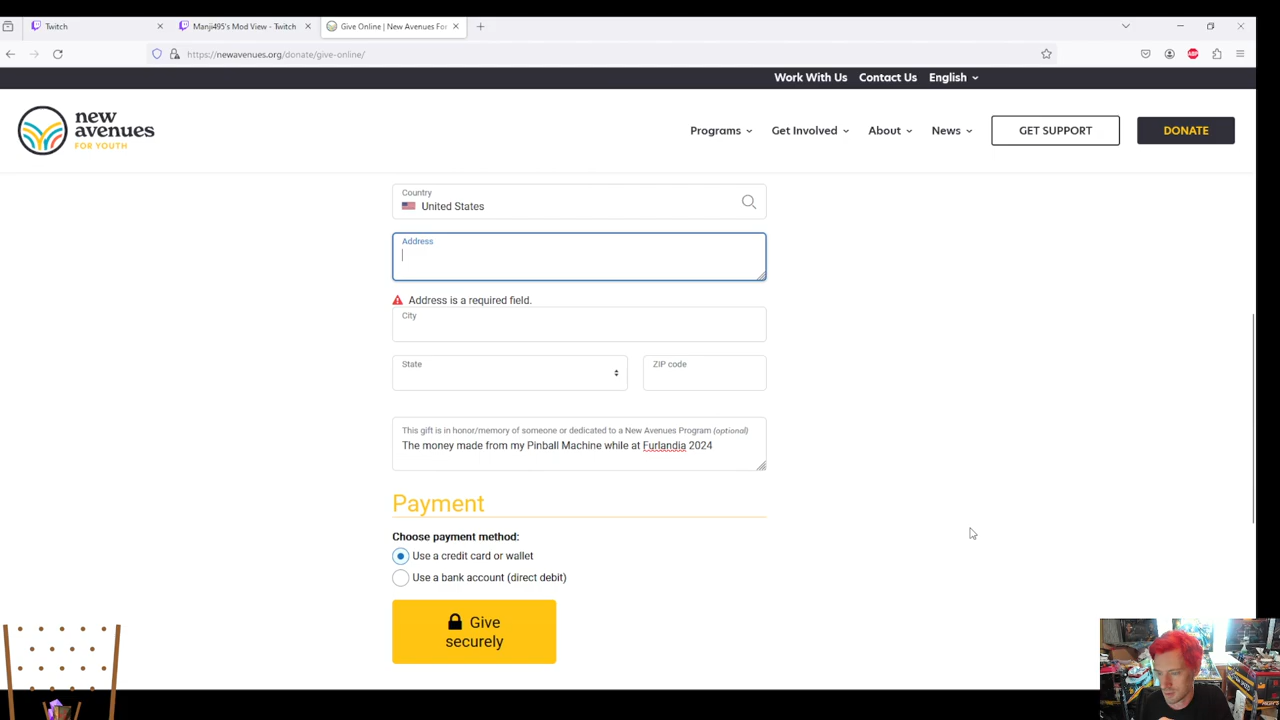 Twitch
Manji495's Mod View - Twitch
Give Online | New Avenues For
https://newavenues.org/donate/give-online/
Work With Us Contact Us English
new
avenues
FOR YOUTH
Programs Get Involved About News GET SUPPORT DONATE
Country
United States
Address
Address is a required field.
City
State ZIP code
This gift is in honor/memory of someone or dedicated to a New Avenues Program (optional)
The money made from my Pinball Machine while at Furlandia 2024
Payment
Choose payment method:
Use a credit card or wallet
Use a bank account (direct debit)
Give
securely